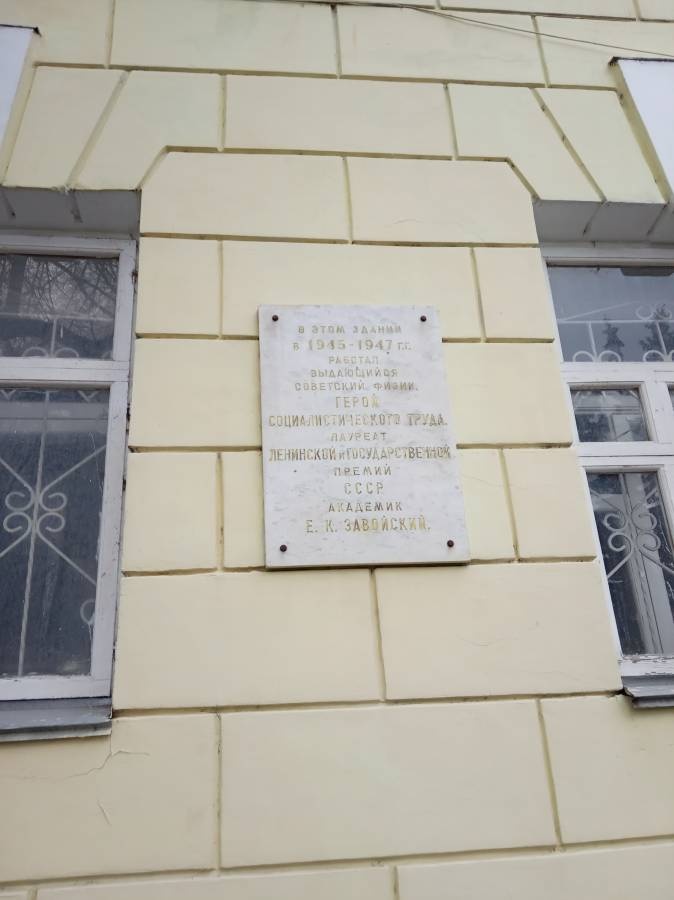 В ЭТОМ ЗДАНИИ
В 1945-1947 Г.Г.
РАБОТАЛ
ВЫДАЮЩИЙСЯ
СОВЕТСКИЙ ФИЗИК,
ГЕРОЙ
СОЦИАЛИСТИЧЕСКОГО ТРУДА,
ЛАУРЕАТ
ЛЕНИНСКОЙ И ГОСУДАРСТВЕННОЙ
ПРЕМИЙ
СССР
АКАДЕМИК
Е. К. ЗАВОЙСКИЙ.